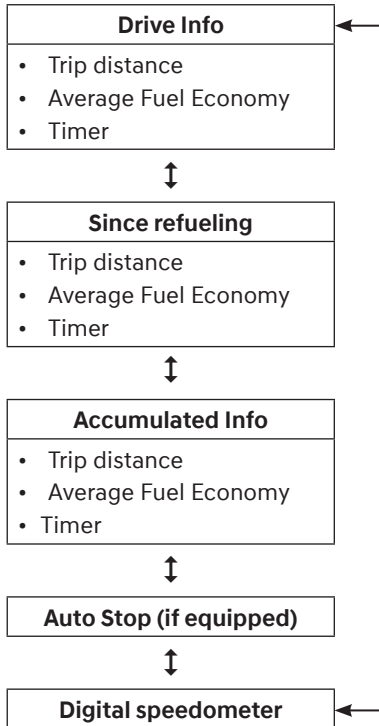 Drive Info
• Trip distance
• Average Fuel Economy
• Timer
Since refueling
• Trip distance
• Average Fuel Economy
• Timer
Accumulated Info
• Trip distance
• Average Fuel Economy
• Timer
Auto Stop (if equipped)
Digital speedometer